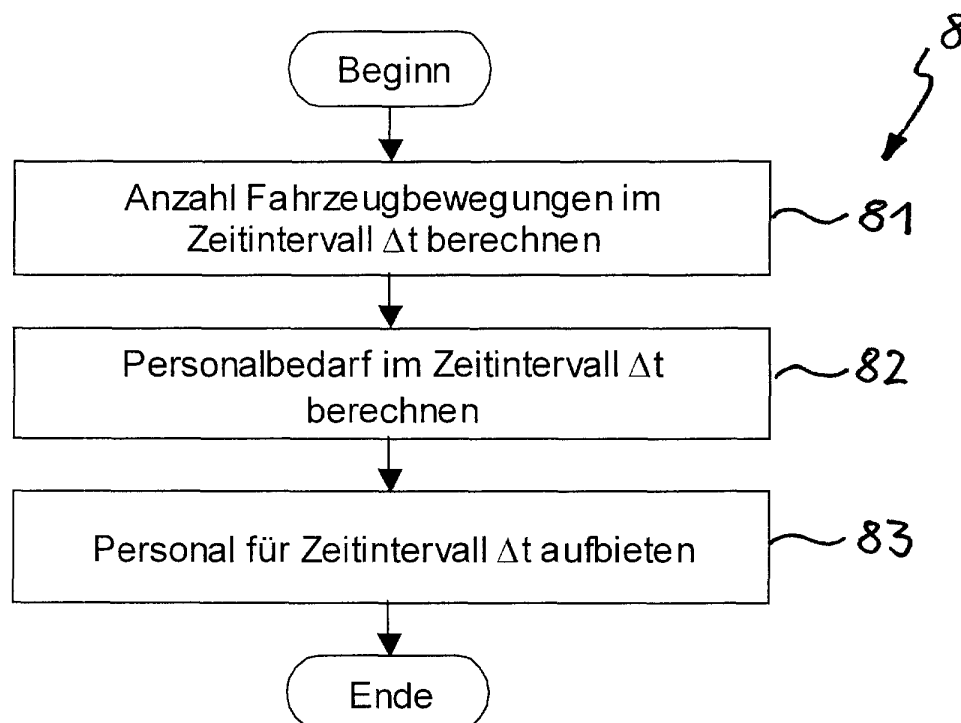 8
Beginn
Anzahl Fahrzeugbewegungen im
Zeitintervall Δt berechnen
81
Personalbedarf im Zeitintervall Δt
berechnen
82
Personal für Zeitintervall Δt aufbieten
83
Ende